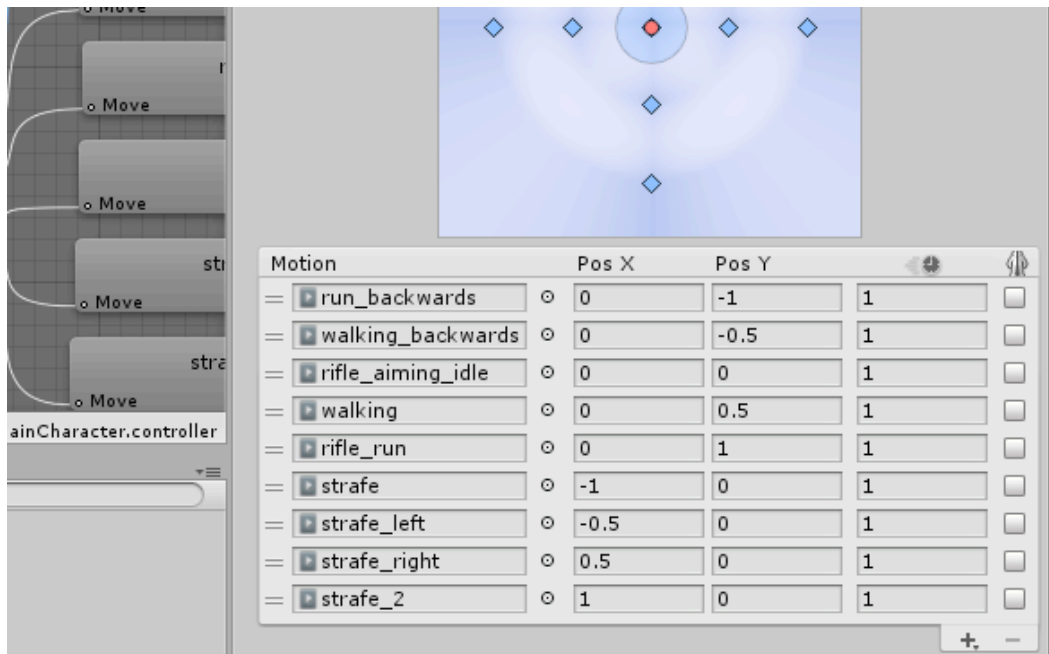 Move
Move
Move
str
Move
stra
Move
ainCharacter.controller
Motion Pos X Pos Y
run_backwards 0 -1 1
walking_backwards 0 -0.5 1
rifle_aiming_idle 0 0 1
walking 0 0.5 1
rifle_run 0 1 1
strafe -1 0 1
strafe_left -0.5 0 1
strafe_right 0.5 0 1
strafe_2 1 0 1